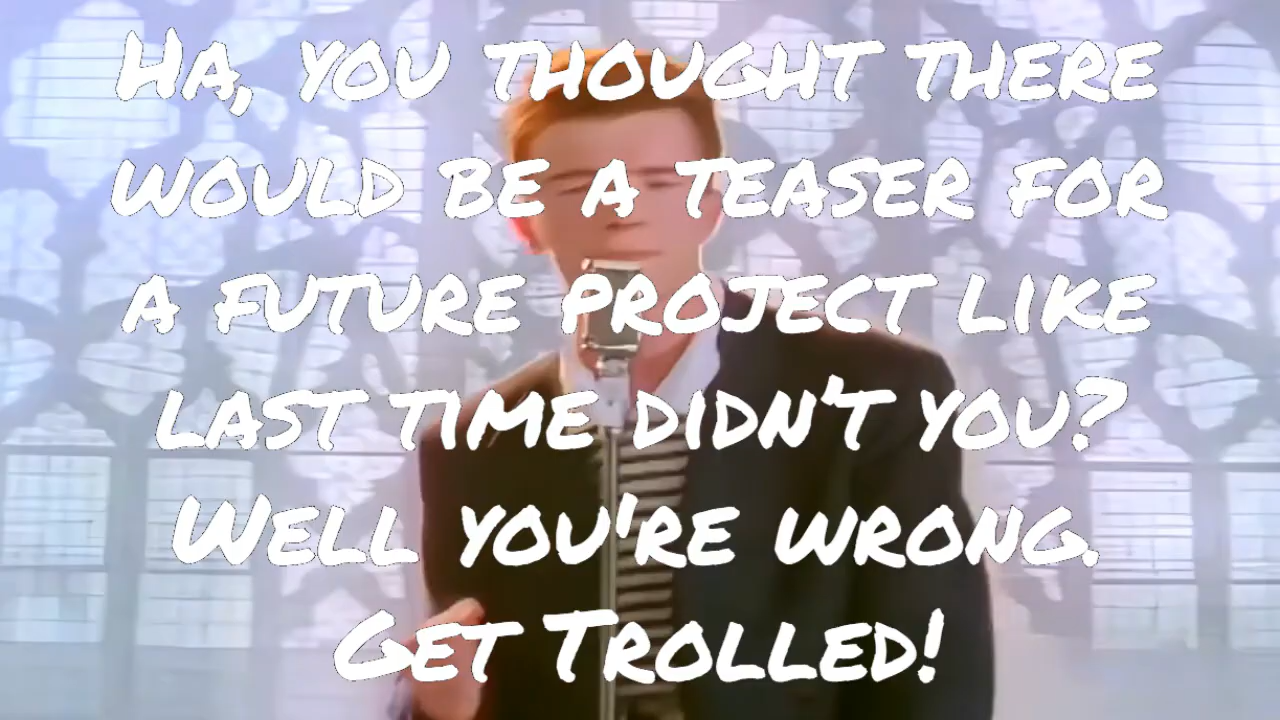 Ha, you thought there
would be a teaser for
a future project like
last time didn't you?
Well you're wrong.
Get Trolled!